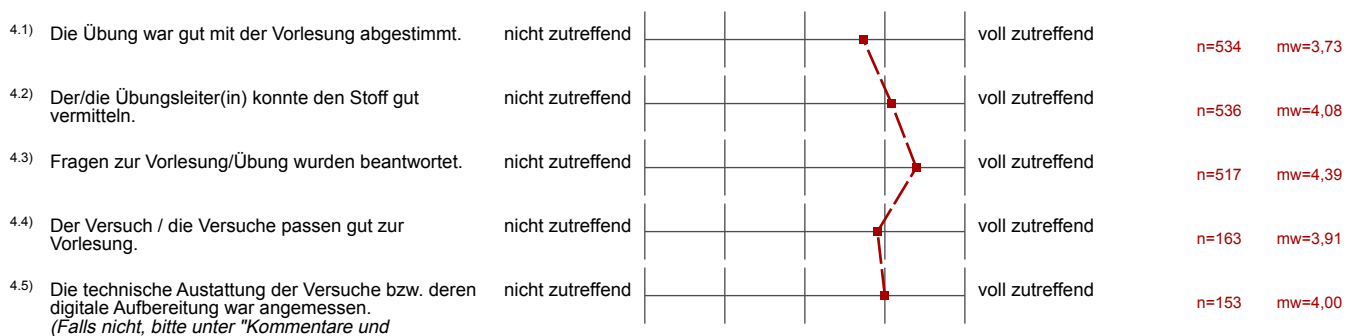 4.1) Die Übung war gut mit der Vorlesung abgestimmt. nicht zutreffend voll zutreffend n=534 mw=3,73
4.2) Der/die Übungsleiter(in) konnte den Stoff gut nicht zutreffend voll zutreffend n=536 mw=4,08
vermitteln.
4.3) Fragen zur Vorlesung/Übung wurden beantwortet. nicht zutreffend voll zutreffend n=517 mw=4,39
4.4) Der Versuch / die Versuche passen gut zur nicht zutreffend voll zutreffend n=163 mw=3,91
Vorlesung.
4.5) Die technische Austattung der Versuche bzw. deren nicht zutreffend voll zutreffend n=153 mw=4,00
digitale Aufbereitung war angemessen.
(Falls nicht, bitte unter "Kommentare und